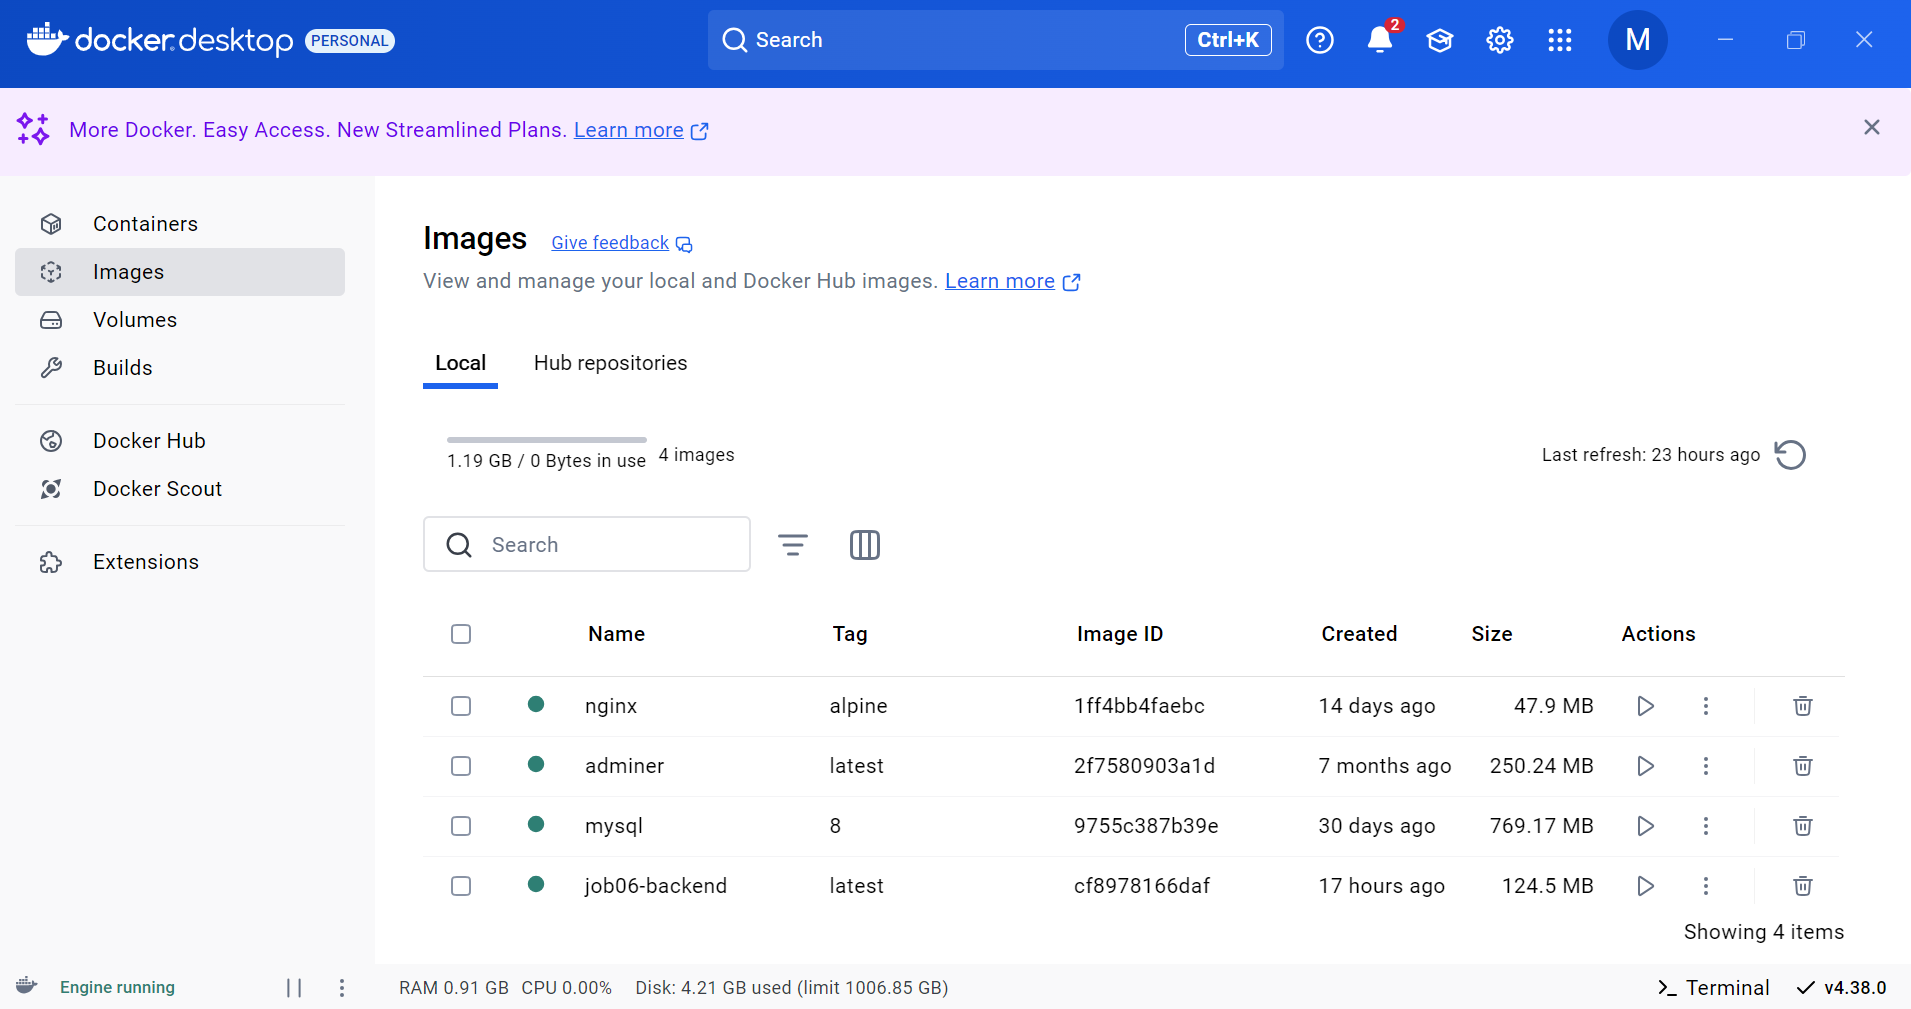 docker.desktop PERSONAL
Search Ctrl+K
2
M
More Docker. Easy Access. New Streamlined Plans. Learn more
Containers
Images
Volumes
Builds
Docker Hub
Docker Scout
Extensions
Images Give feedback
View and manage your local and Docker Hub images. Learn more
Local Hub repositories
1.19 GB / 0 Bytes in use 4 images
Last refresh: 23 hours ago
Search
Name Tag Image ID Created Size Actions
nginx alpine 1ff4bb4faebc 14 days ago 47.9 MB
adminer latest 2f7580903a1d 7 months ago 250.24 MB
mysql 8 9755c387b39e 30 days ago 769.17 MB
job06-backend latest cf8978166daf 17 hours ago 124.5 MB
Showing 4 items
Engine running RAM 0.91 GB CPU 0.00% Disk: 4.21 GB used (limit 1006.85 GB) Terminal v4.38.0